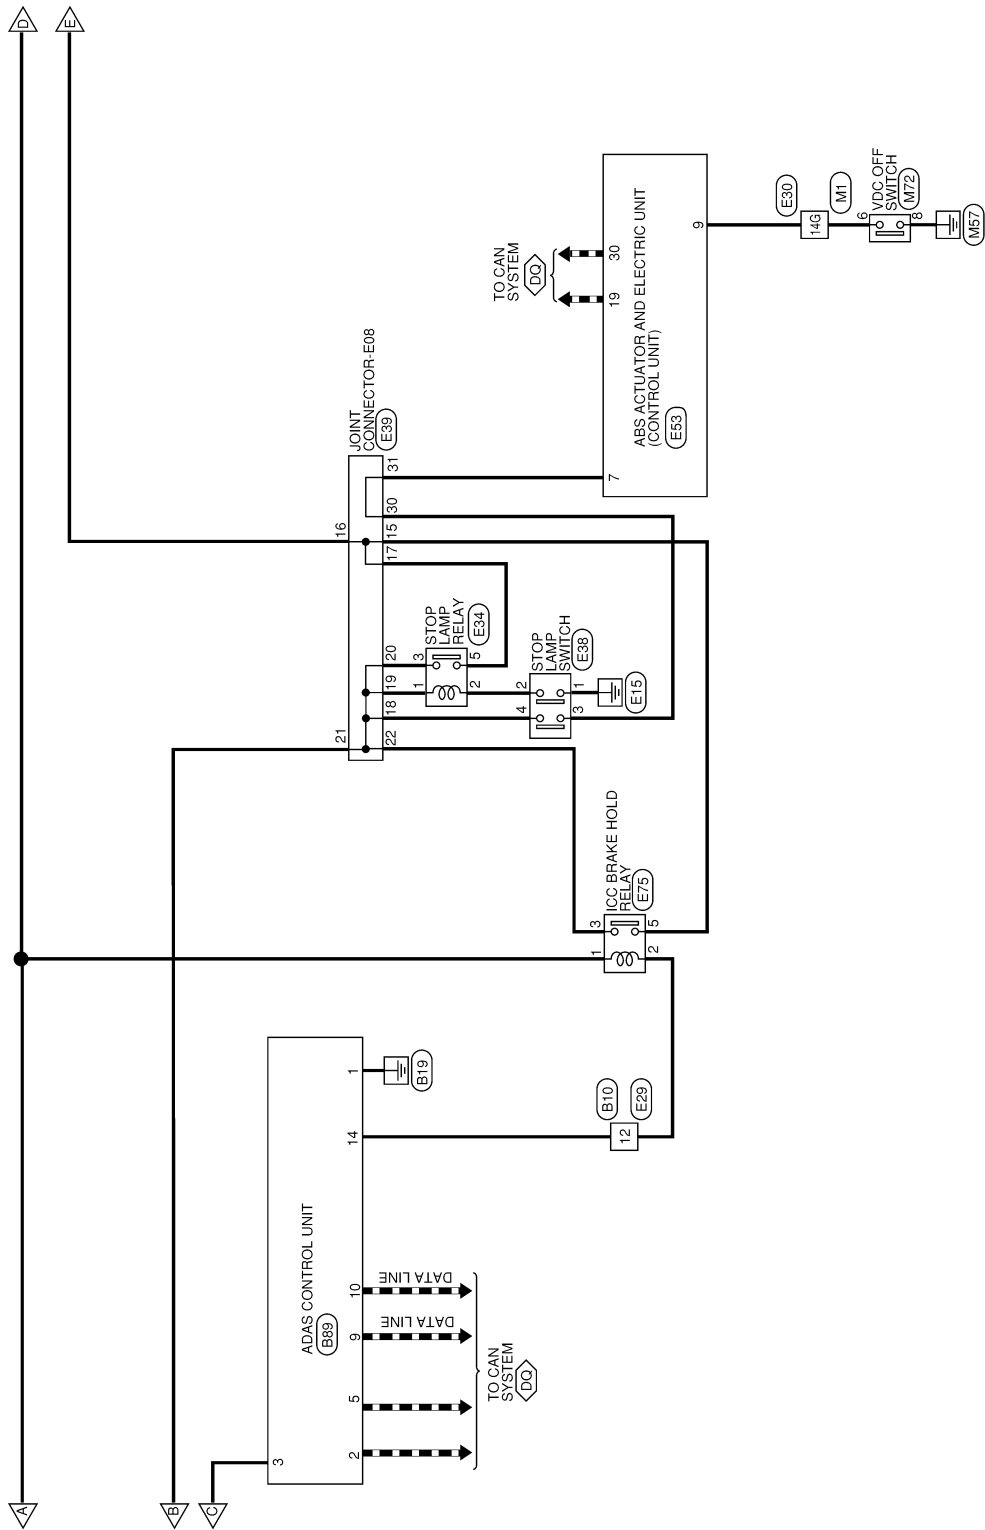 D
E
A
B
C
ADAS CONTROL UNIT
B89
3
2
5
9
10
14
1
DATA LINE
DATA LINE
TO CAN
SYSTEM
DQ
B19
B10
E29
12
ICC BRAKE HOLD
RELAY
E75
1
3
2
5
JOINT
CONNECTOR-E08
E39
21
16
22
18
19
20
17
15
30
31
STOP
LAMP
RELAY
E34
1
3
2
5
STOP
LAMP
SWITCH
E38
4
2
3
1
E15
TO CAN
SYSTEM
DQ
ABS ACTUATOR AND ELECTRIC UNIT
(CONTROL UNIT)
E53
7
19
30
9
E30
M1
14G
VDC OFF
SWITCH
M72
6
8
M57